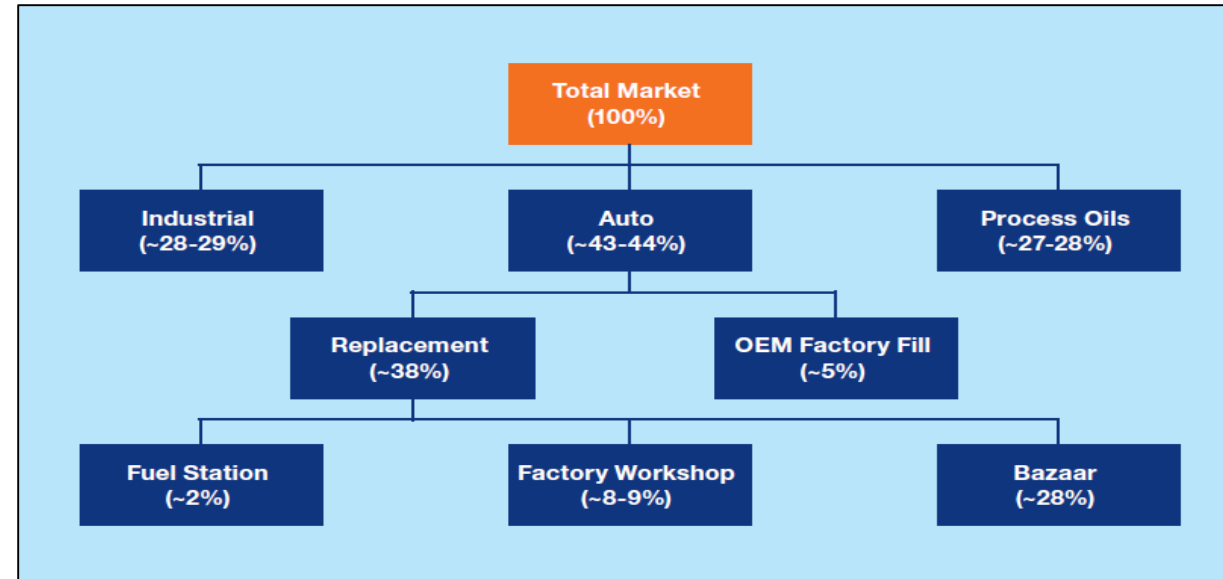 Total Market
(100%)
Industrial
(~28-29%)
Auto
(~43-44%)
Process Oils
(~27-28%)
Replacement
(~38%)
OEM Factory Fill
(~5%)
Fuel Station
(~2%)
Factory Workshop
(~8-9%)
Bazaar
(~28%)